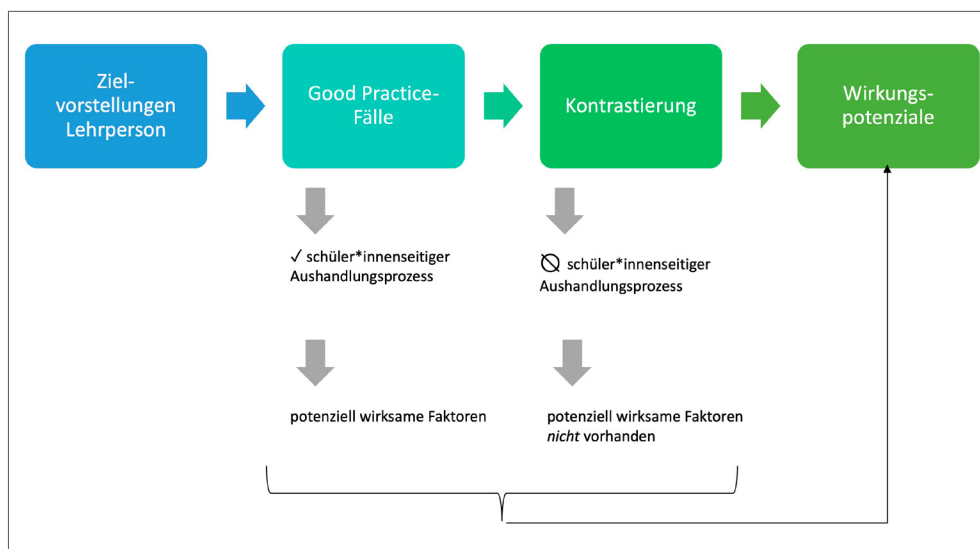 Ziel-
vorstellungen
Lehrperson
Good Practice-
Fälle
Kontrastierung
Wirkungs-
potenziale
✓ schüler*innenseitiger
Aushandlungsprozess
schüler*innenseitiger
Aushandlungsprozess
potenziell wirksame Faktoren
potenziell wirksame Faktoren
nicht vorhanden